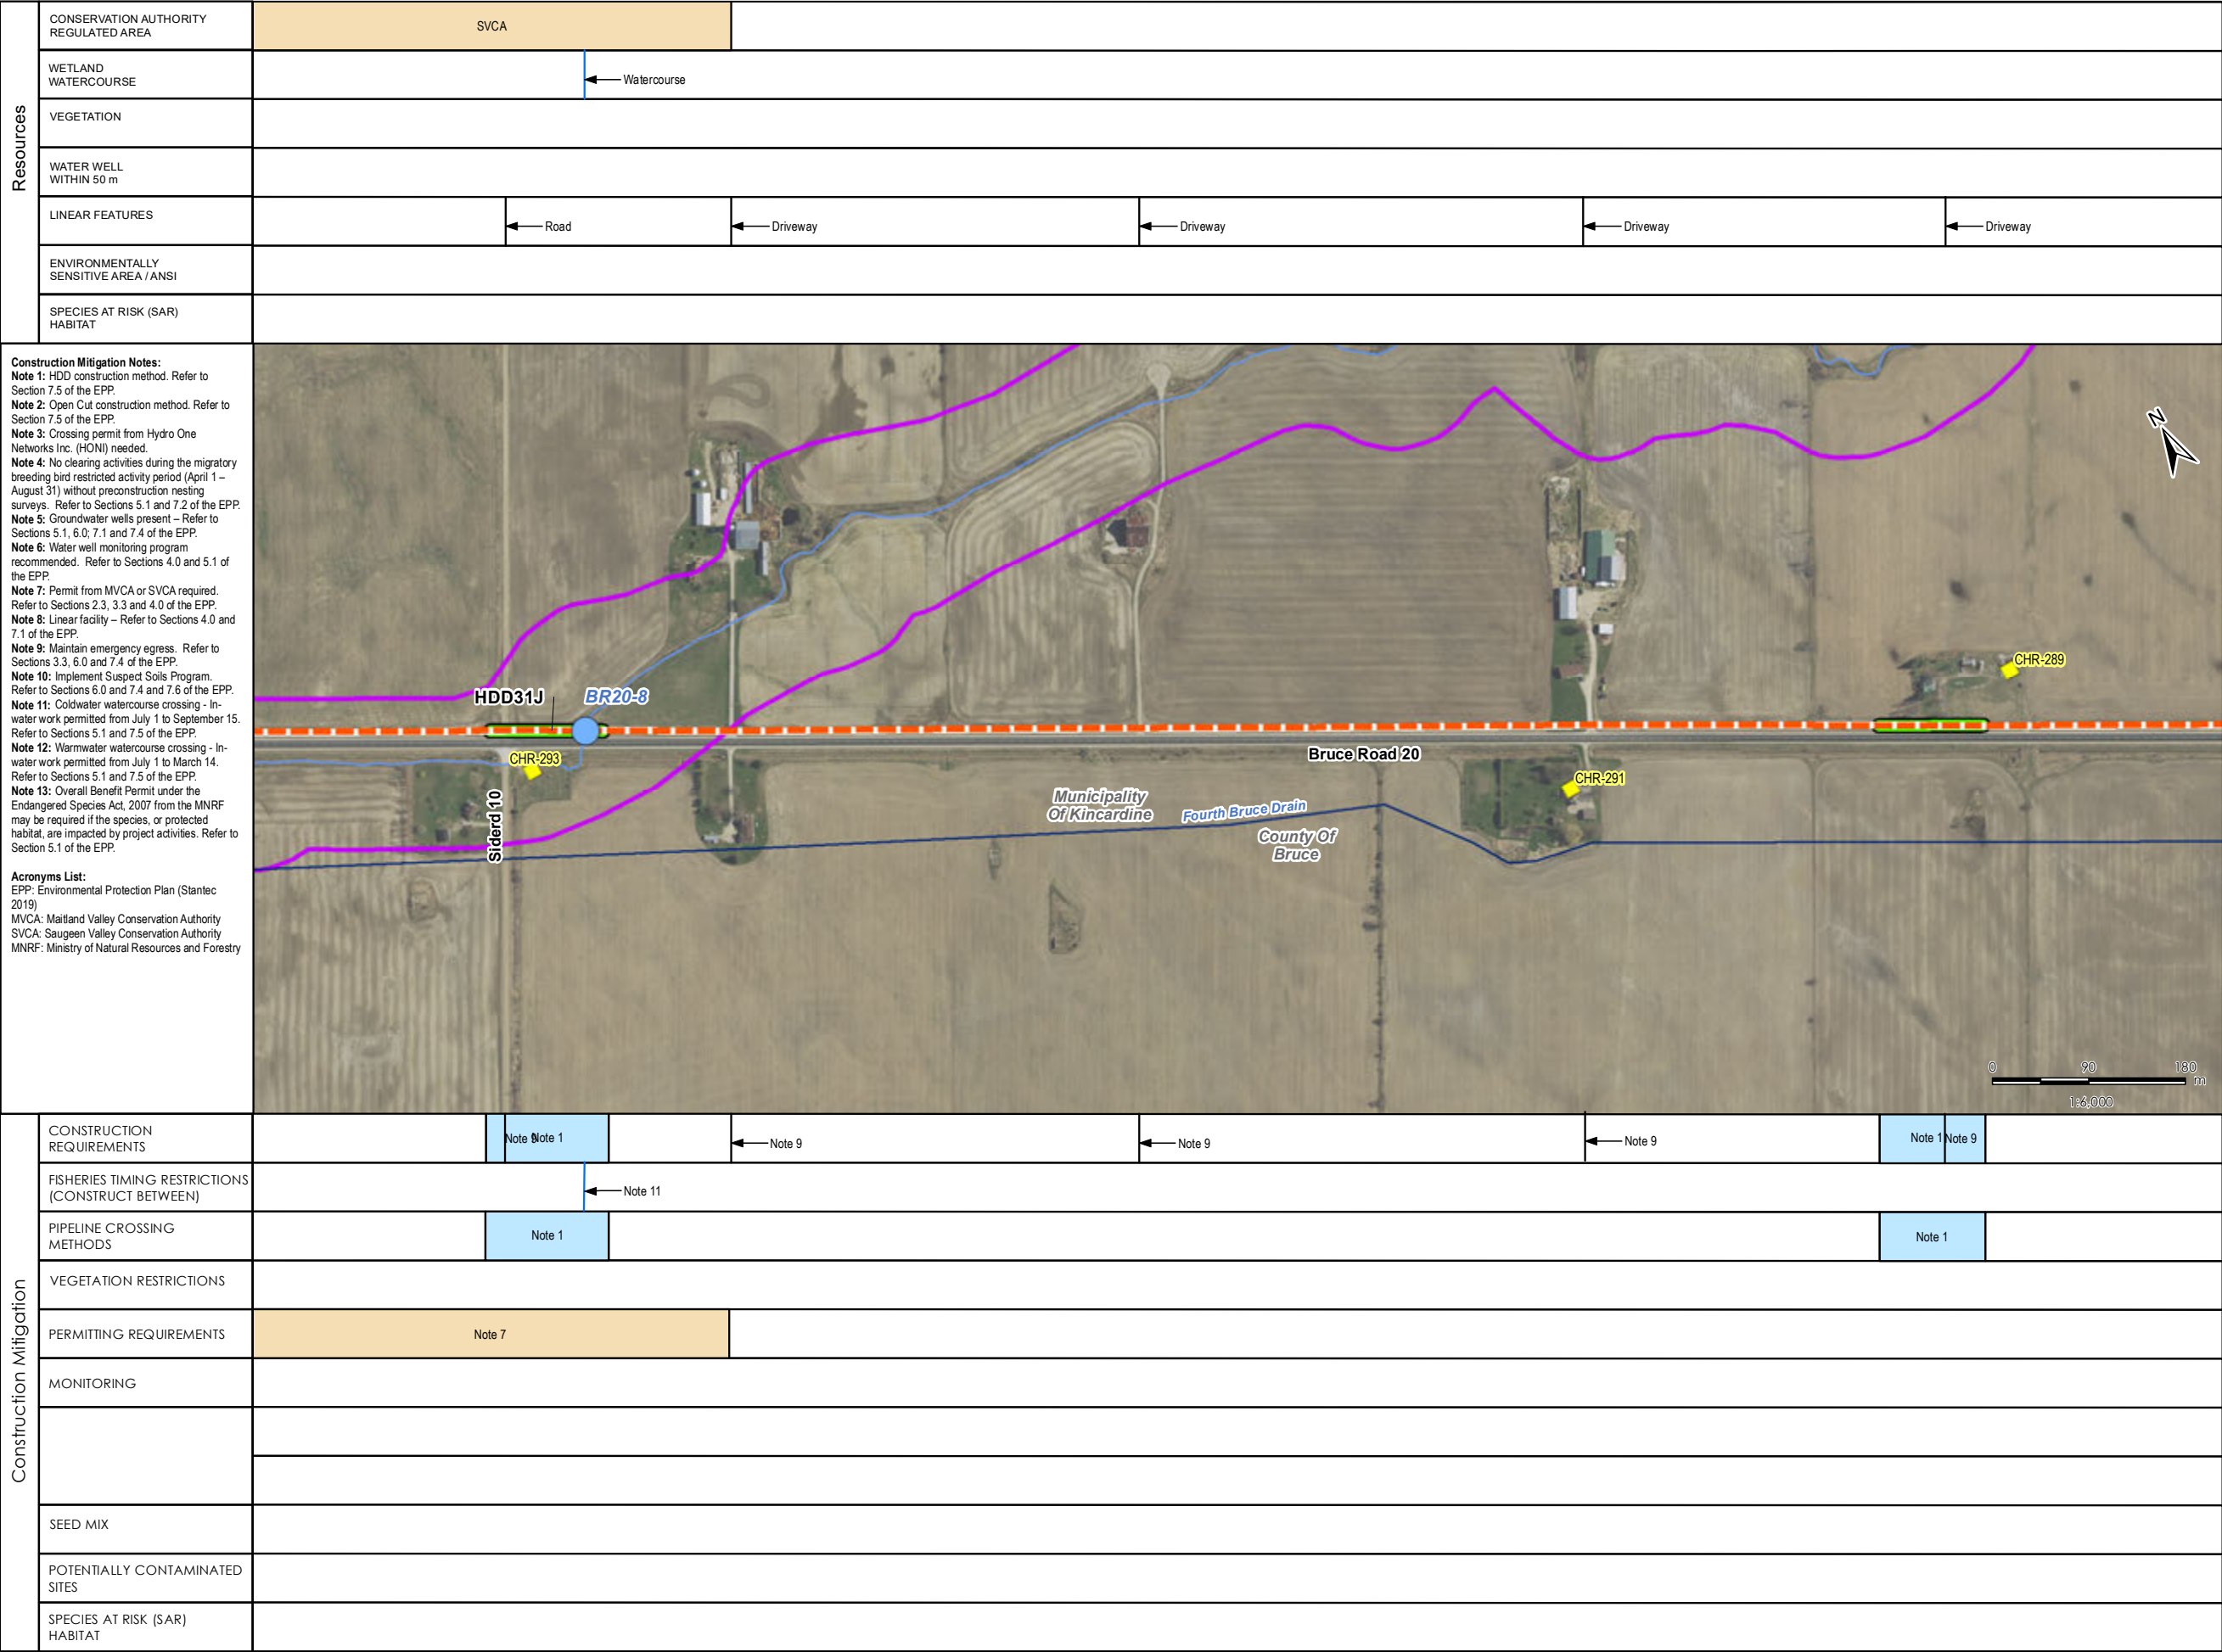 Resources
CONSERVATION AUTHORITY
REGULATED AREA
SVCA
WETLAND
WATERCOURSE
Watercourse
VEGETATION
WATER WELL
WITHIN 50 m
LINEAR FEATURES
Road
Driveway
Driveway
Driveway
Driveway
ENVIRONMENTALLY
SENSITIVE AREA / ANSI
SPECIES AT RISK (SAR)
HABITAT
Construction Mitigation Notes:
Note 1: HDD construction method. Refer to
Section 7.5 of the EPP.
Note 2: Open Cut construction method. Refer to
Section 7.5 of the EPP.
Note 3: Crossing permit from Hydro One
Networks Inc. (HONI) needed.
Note 4: No clearing activities during the migratory
breeding bird restricted activity period (April 1 –
August 31) without preconstruction nesting
surveys. Refer to Sections 5.1 and 7.2 of the EPP.
Note 5: Groundwater wells present – Refer to
Sections 5.1, 6.0; 7.1 and 7.4 of the EPP.
Note 6: Water well monitoring program
recommended. Refer to Sections 4.0 and 5.1 of
the EPP.
Note 7: Permit from MVCA or SVCA required.
Refer to Sections 2.3, 3.3 and 4.0 of the EPP.
Note 8: Linear facility – Refer to Sections 4.0 and
7.1 of the EPP.
Note 9: Maintain emergency egress. Refer to
Sections 3.3, 6.0 and 7.4 of the EPP.
Note 10: Implement Suspect Soils Program.
Refer to Sections 6.0 and 7.4 and 7.6 of the EPP.
Note 11: Coldwater watercourse crossing - In-
water work permitted from July 1 to September 15.
Refer to Sections 5.1 and 7.5 of the EPP.
Note 12: Warmwater watercourse crossing - In-
water work permitted from July 1 to March 14.
Refer to Sections 5.1 and 7.5 of the EPP.
Note 13: Overall Benefit Permit under the
Endangered Species Act, 2007 from the MNRF
may be required if the species, or protected
habitat, are impacted by project activities. Refer to
Section 5.1 of the EPP.
Acronyms List:
EPP: Environmental Protection Plan (Stantec
2019)
MVCA: Maitland Valley Conservation Authority
SVCA: Saugeen Valley Conservation Authority
MNRF: Ministry of Natural Resources and Forestry
N
CHR-289
HDD31J
BR20-8
CHR-293
Bruce Road 20
CHR-291
Siderd 10
Municipality
Of Kincardine
Fourth Bruce Drain
County Of
Bruce
0 90 180
m
1:6,000
Construction Mitigation
CONSTRUCTION
REQUIREMENTS
Note 9
Note 1
Note 9
Note 9
Note 9
Note 1
Note 9
FISHERIES TIMING RESTRICTIONS
(CONSTRUCT BETWEEN)
Note 11
PIPELINE CROSSING
METHODS
Note 1
Note 1
VEGETATION RESTRICTIONS
PERMITTING REQUIREMENTS
Note 7
MONITORING
SEED MIX
POTENTIALLY CONTAMINATED
SITES
SPECIES AT RISK (SAR)
HABITAT